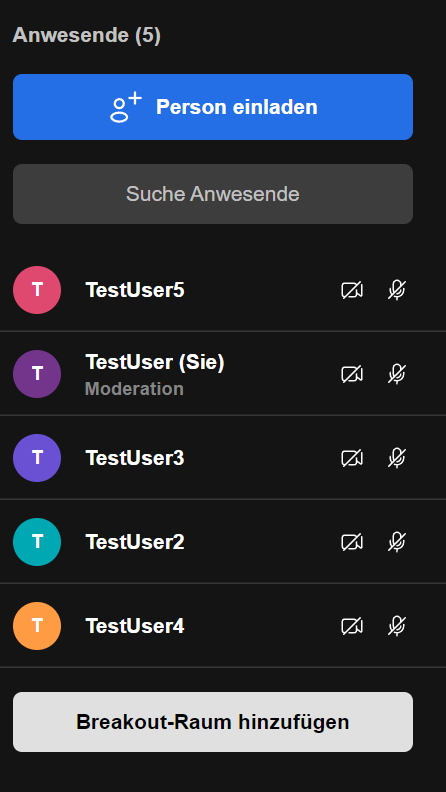 Anwesende (5)
Person einladen
Suche Anwesende
T TestUser5
T TestUser (Sie)
Moderation
T TestUser3
T TestUser2
T TestUser4
Breakout-Raum hinzufügen